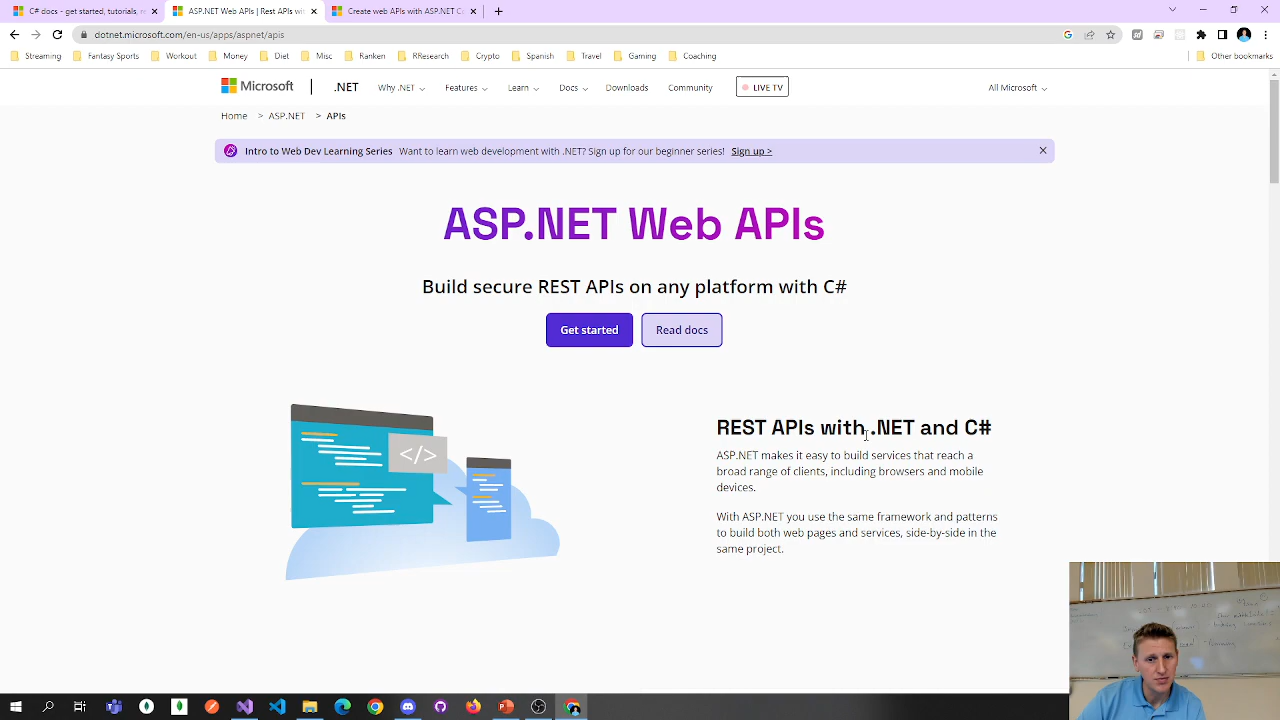 C# docs - get started, tutorials, re
ASP.NET Web APIs | Rest APIs wit
Create web APIs with ASP.NET Co
dotnet.microsoft.com/en-us/apps/aspnet/apis
Streaming
Fantasy Sports
Workout
Money
Diet
Misc
Ranken
RResearch
Crypto
Spanish
Travel
Gaming
Coaching
Other bookmarks
Microsoft
.NET
Why .NET
Features
Learn
Docs
Downloads
Community
LIVE TV
All Microsoft
Home > ASP.NET > APIs
Intro to Web Dev Learning Series Want to learn web development with .NET? Sign up for our beginner series! Sign up >
ASP.NET Web APIs
Build secure REST APIs on any platform with C#
Get started
Read docs
</>
REST APIs with .NET and C#
ASP.NET makes it easy to build services that reach a
broad range of clients, including browsers and mobile
devices.
With ASP.NET you use the same framework and patterns
to build both web pages and services, side-by-side in the
same project.